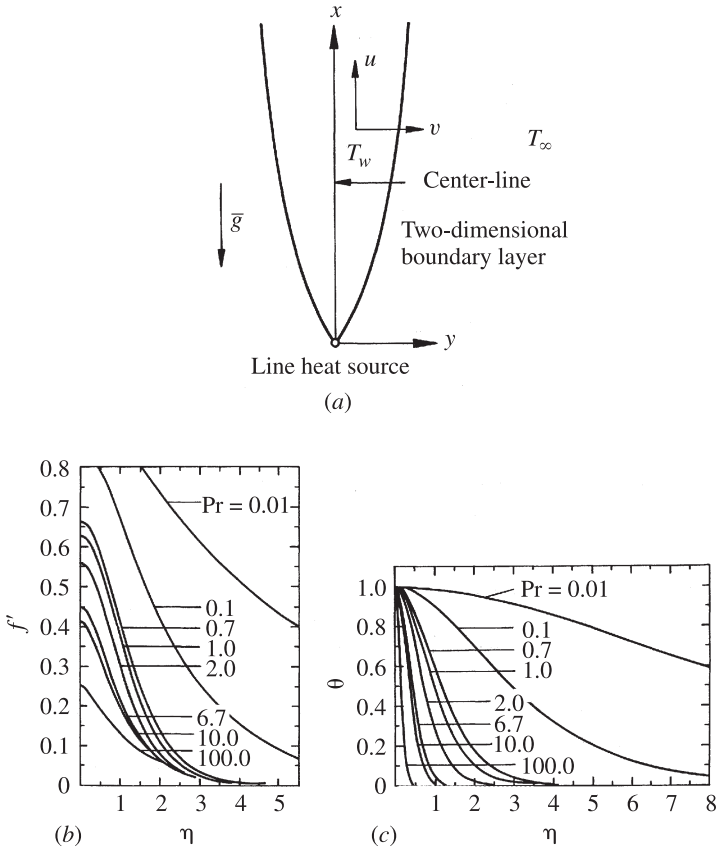 x
u
v
T∞
T_w
Center-line
g̅
Two-dimensional
boundary layer
y
Line heat source
(a)
0.8
0.7
0.6
0.5
0.4
0.3
0.2
0.1
0
f'
Pr = 0.01
0.1
0.7
1.0
2.0
6.7
10.0
100.0
1 2 3 4 5
(b) η
1.0
0.8
0.6
0.4
0.2
0
θ
Pr = 0.01
0.1
0.7
1.0
2.0
6.7
10.0
100.0
1 2 3 4 5 6 7 8
(c) η